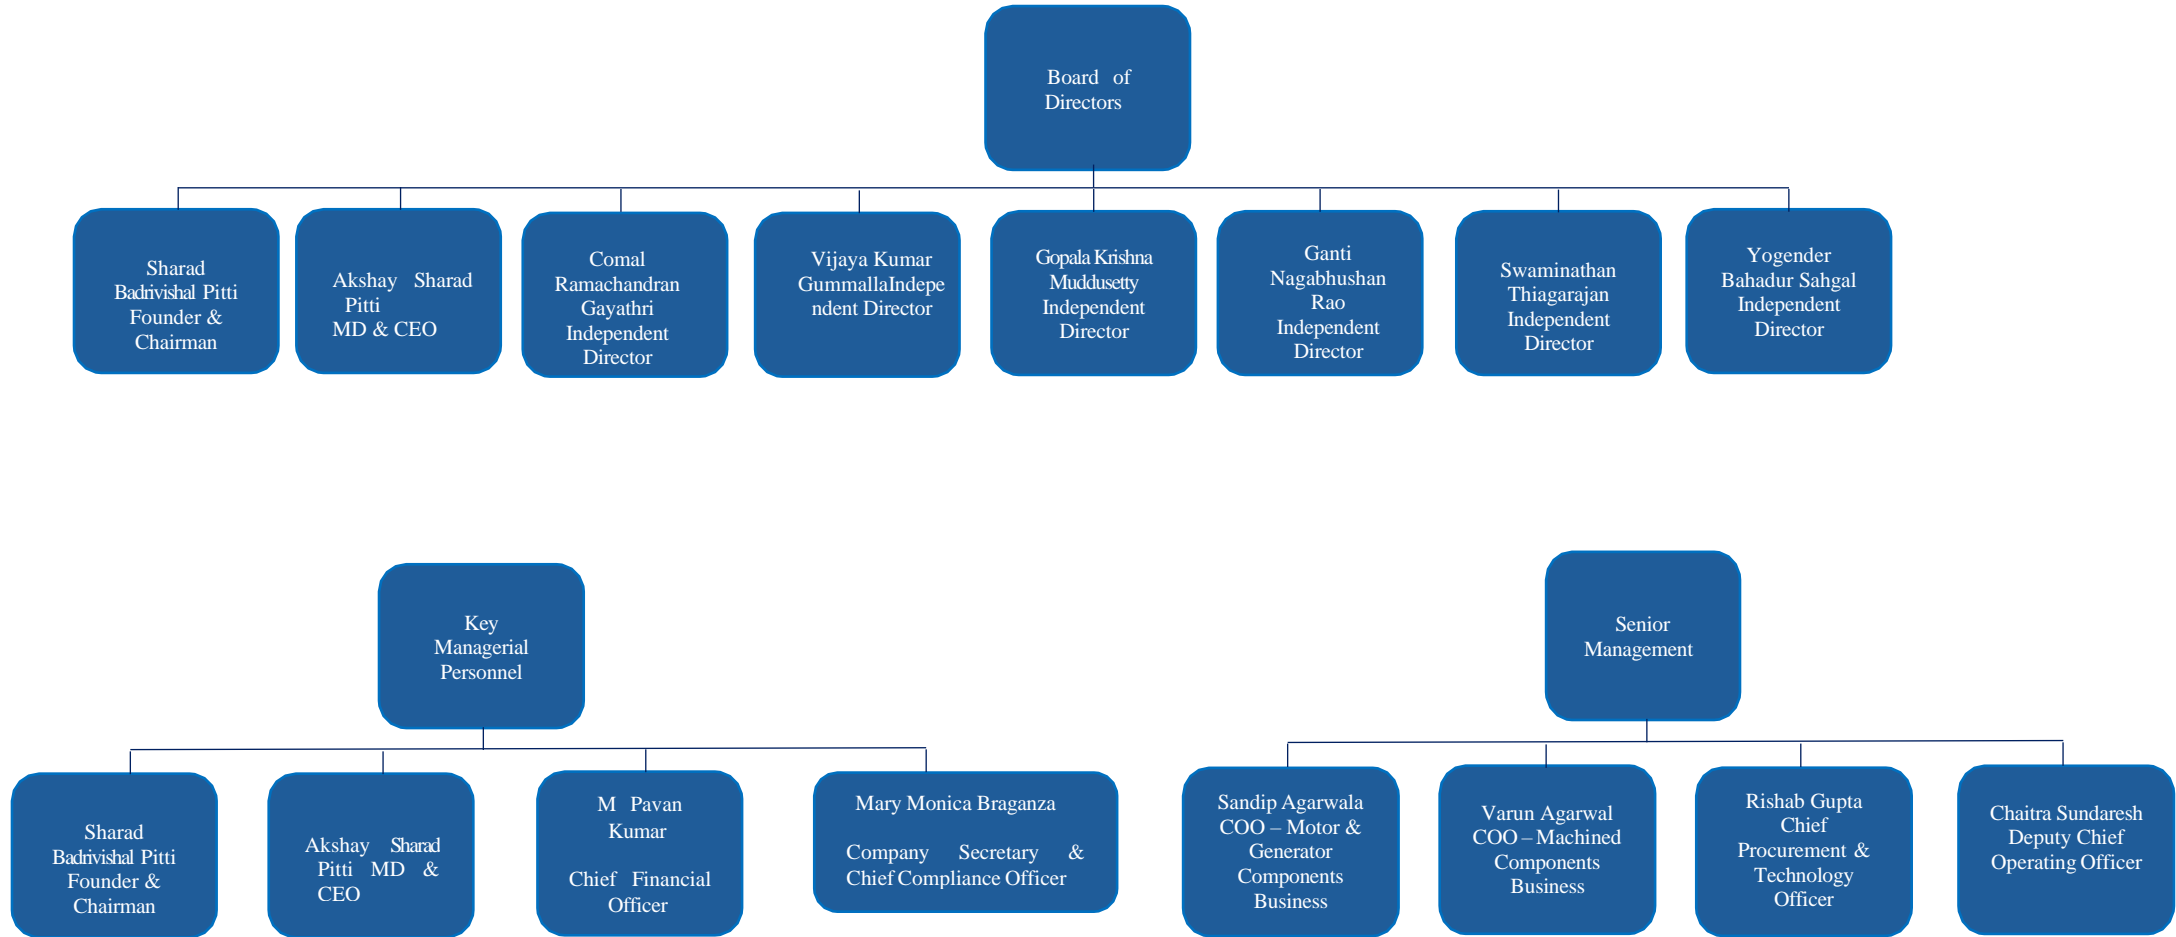 Board of
Directors
Sharad
Badrivishal Pitti
Founder &
Chairman
Akshay Sharad
Pitti
MD & CEO
Comal
Ramachandran
Gayathri
Independent
Director
Vijaya Kumar
GummallaIndepe
ndent Director
Gopala Krishna
Muddusetty
Independent
Director
Ganti
Nagabhushan
Rao
Independent
Director
Swaminathan
Thiagarajan
Independent
Director
Yogender
Bahadur Sahgal
Independent
Director
Key
Managerial
Personnel
Sharad
Badrivishal Pitti
Founder &
Chairman
Akshay Sharad
Pitti MD &
CEO
M Pavan
Kumar
Chief Financial
Officer
Mary Monica Braganza
Company Secretary &
Chief Compliance Officer
Senior
Management
Sandip Agarwala
COO – Motor &
Generator
Components
Business
Varun Agarwal
COO – Machined
Components
Business
Rishab Gupta
Chief
Procurement &
Technology
Officer
Chaitra Sundaresh
Deputy Chief
Operating Officer